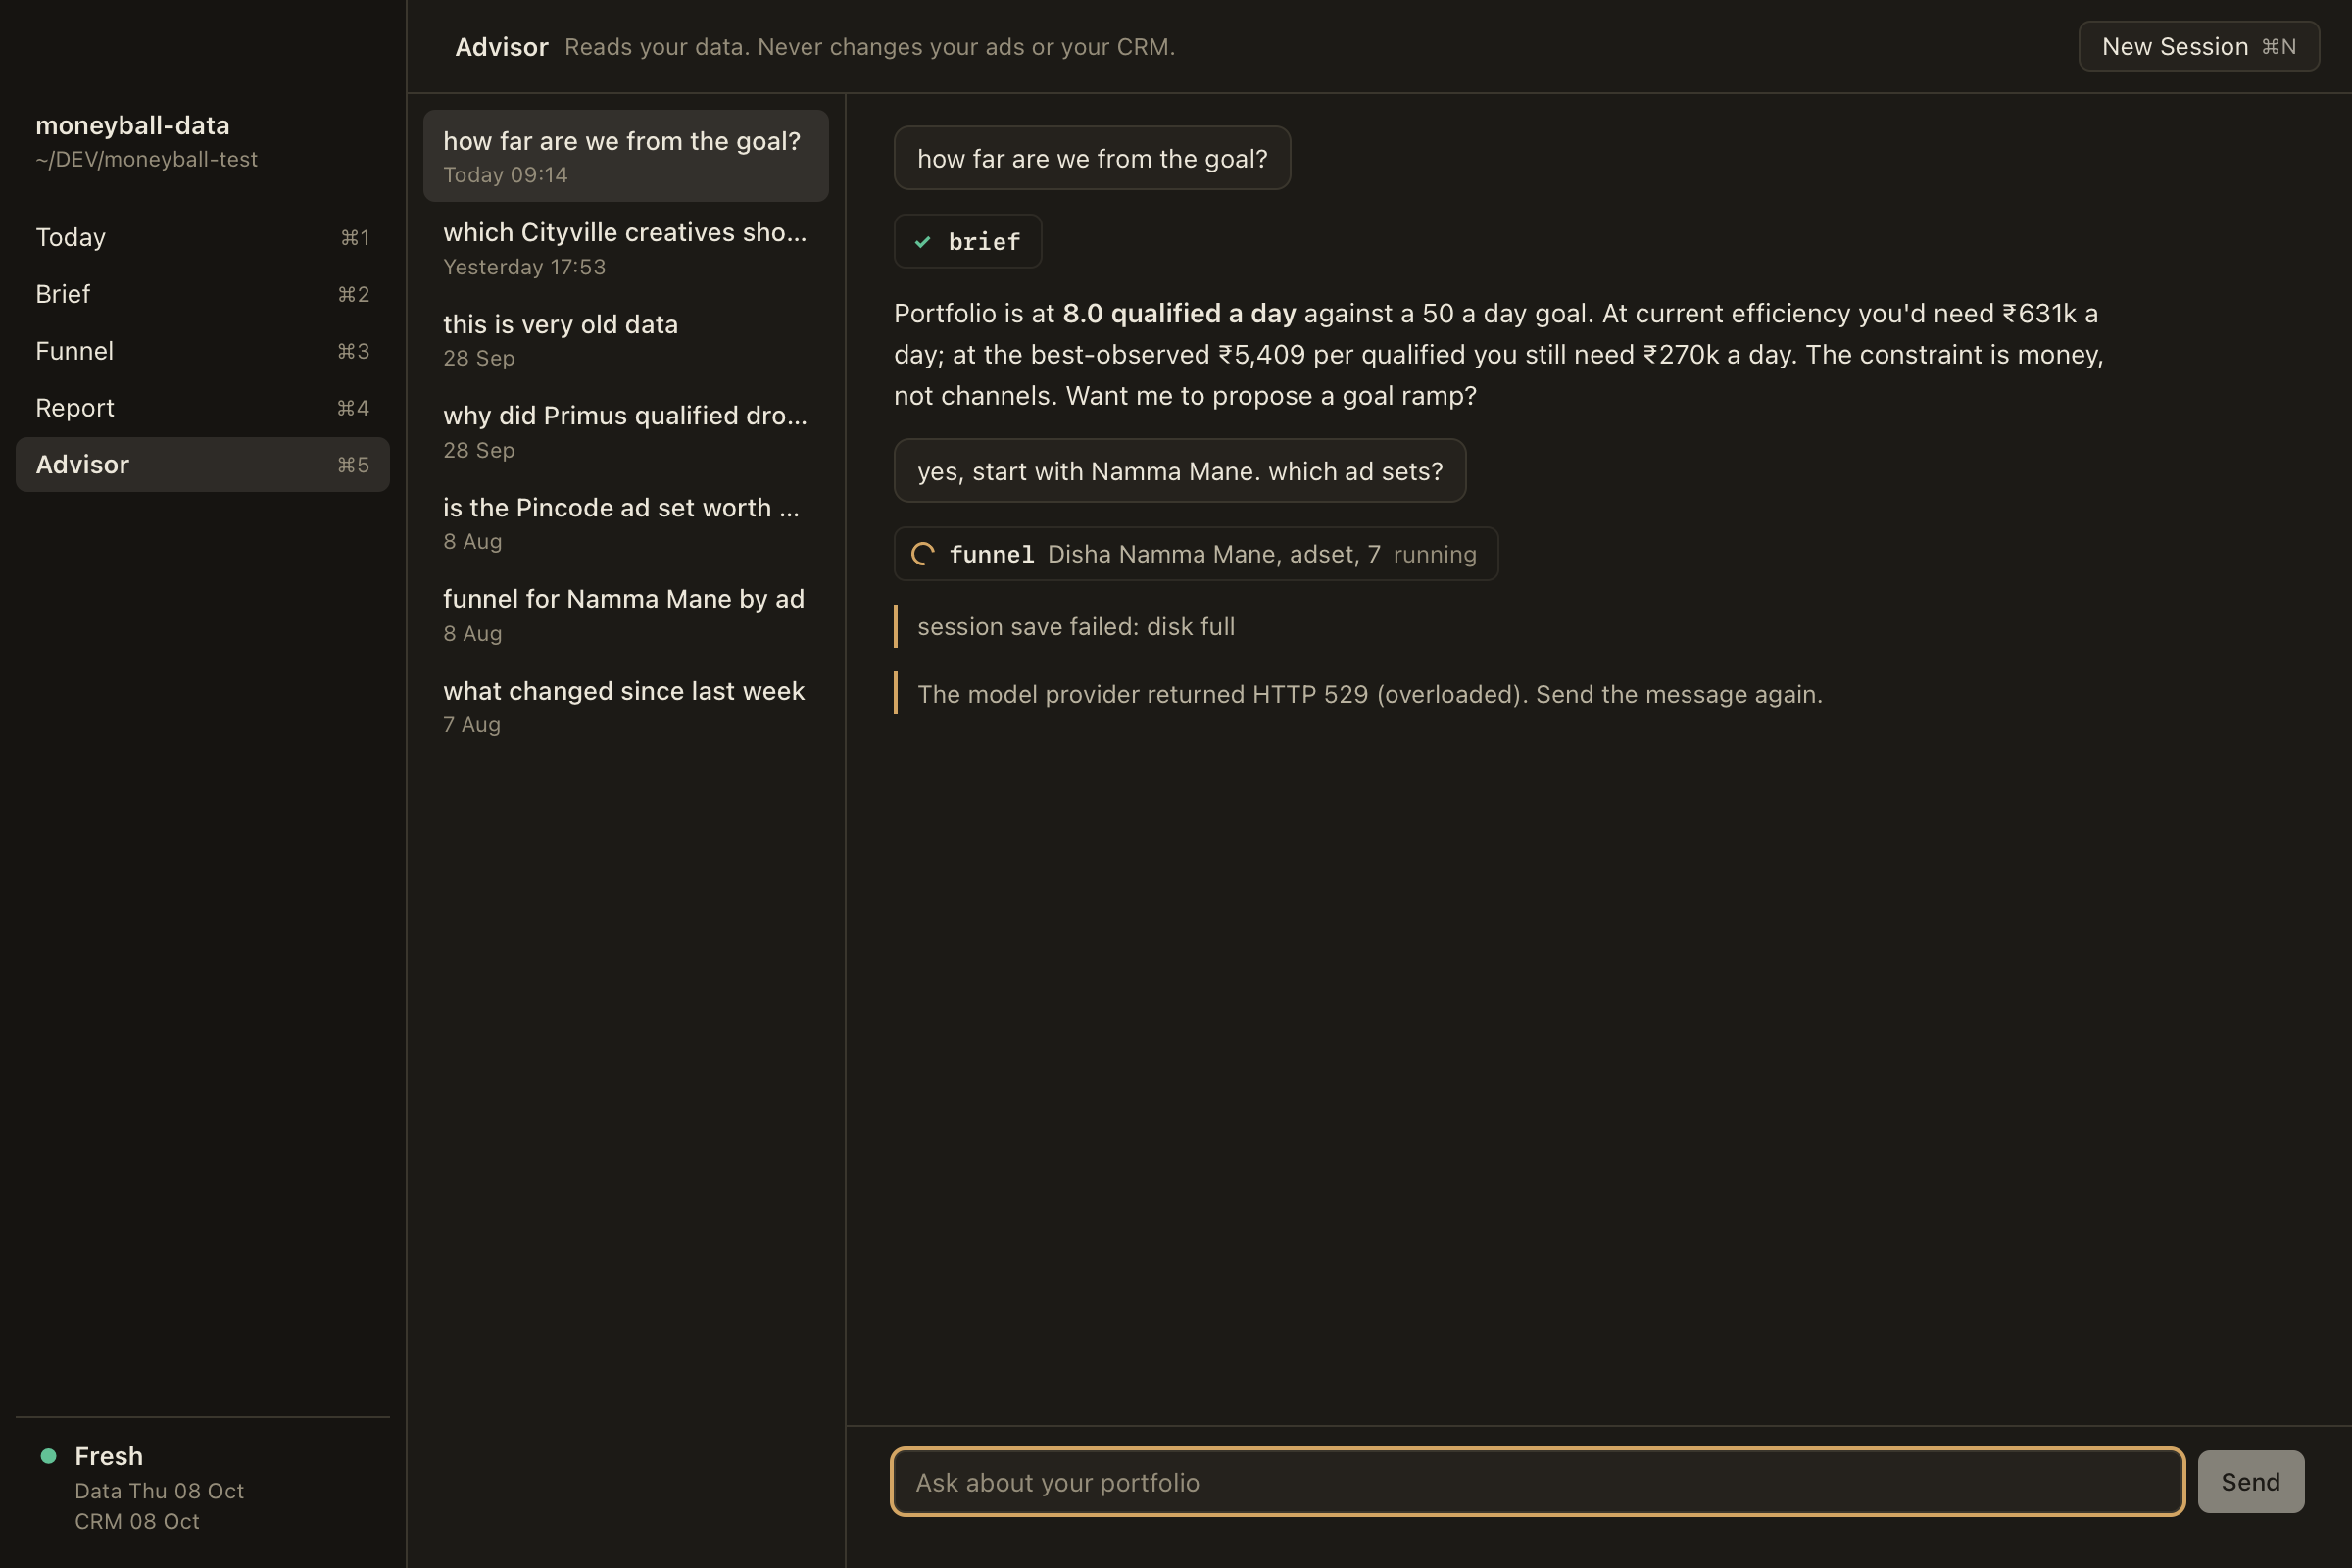 moneyball-data
~/DEV/moneyball-test
Today ⌘1
Brief ⌘2
Funnel ⌘3
Report ⌘4
Advisor ⌘5
Fresh
Data Thu 08 Oct
CRM 08 Oct
Advisor Reads your data. Never changes your ads or your CRM.
New Session ⌘N
how far are we from the goal?
Today 09:14
which Cityville creatives sho...
Yesterday 17:53
this is very old data
28 Sep
why did Primus qualified dro...
28 Sep
is the Pincode ad set worth ...
8 Aug
funnel for Namma Mane by ad
8 Aug
what changed since last week
7 Aug
how far are we from the goal?
✓ brief
Portfolio is at 8.0 qualified a day against a 50 a day goal. At current efficiency you'd need ₹631k a
day; at the best-observed ₹5,409 per qualified you still need ₹270k a day. The constraint is money,
not channels. Want me to propose a goal ramp?
yes, start with Namma Mane. which ad sets?
funnel Disha Namma Mane, adset, 7 running
session save failed: disk full
The model provider returned HTTP 529 (overloaded). Send the message again.
Ask about your portfolio
Send